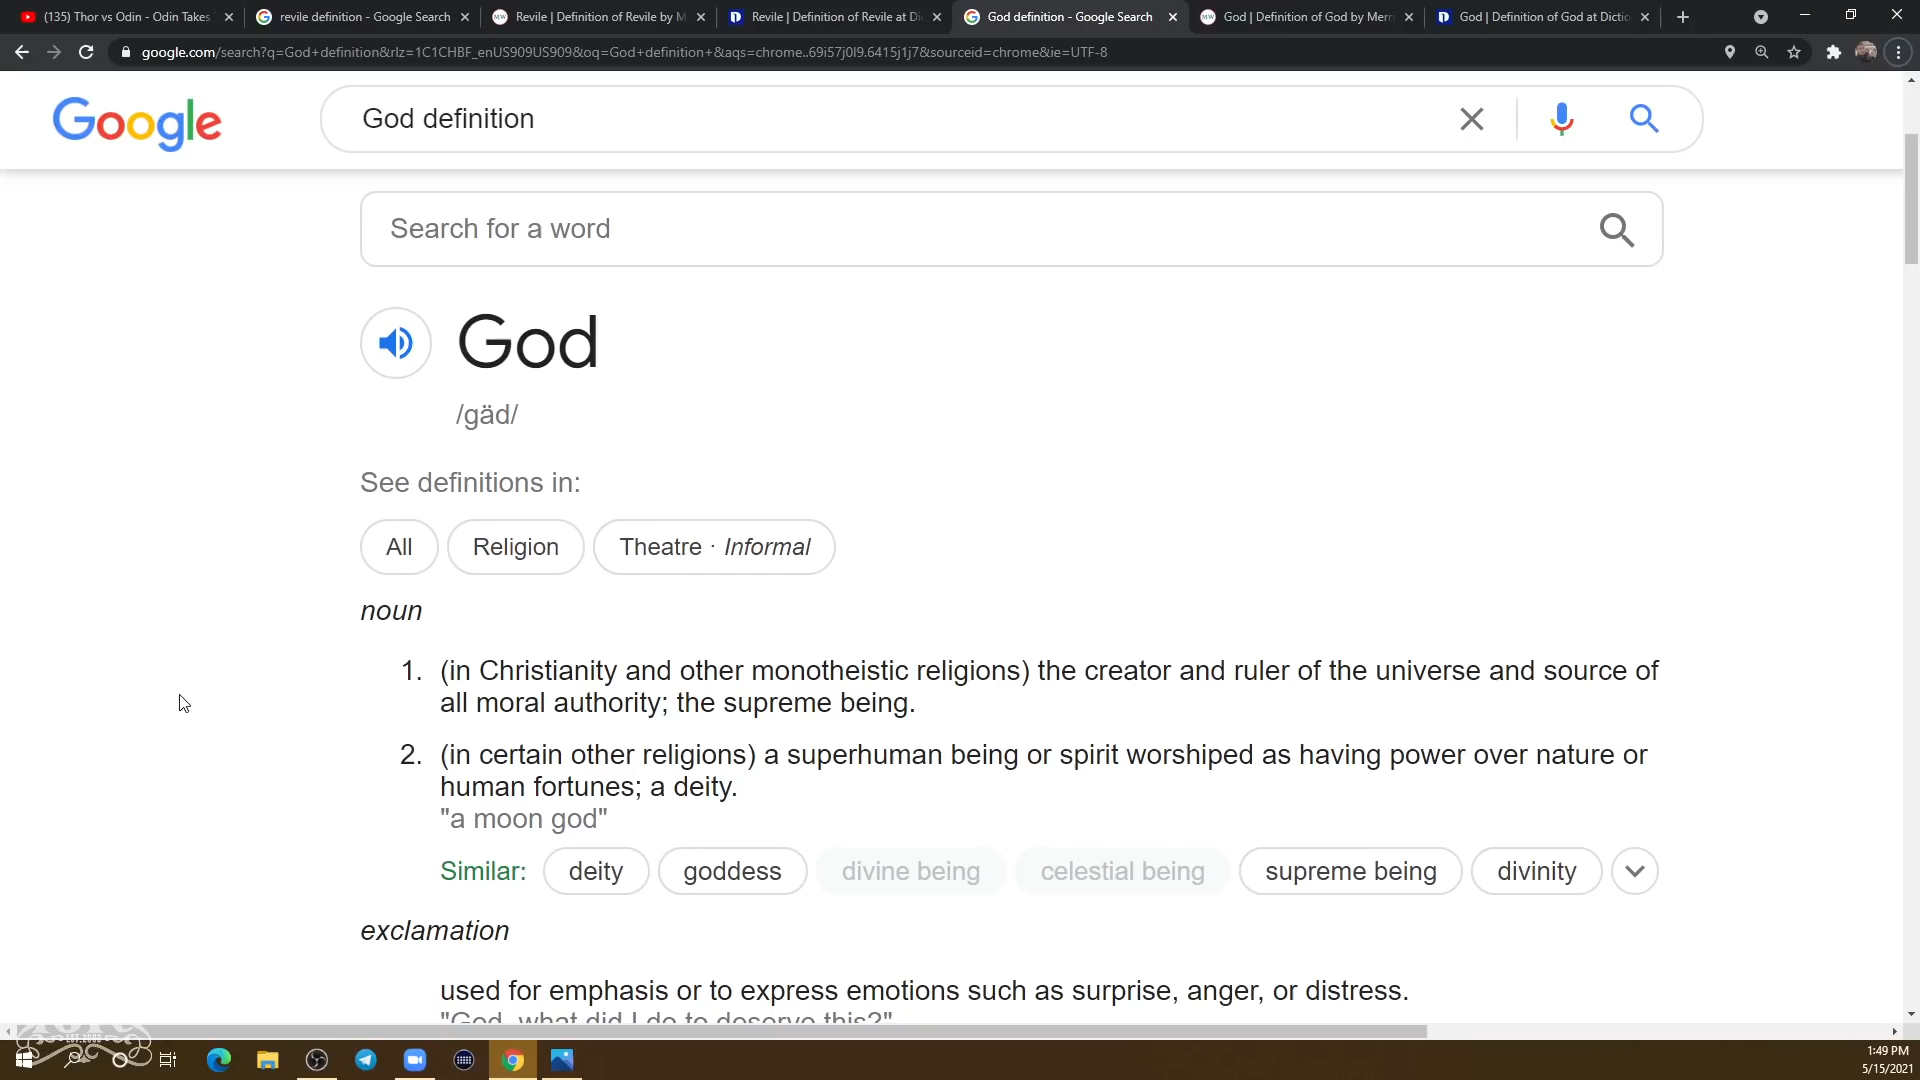 (135) Thor vs Odin - Odin Takes
revile definition - Google Search
Revile | Definition of Revile by M
Revile | Definition of Revile at Di
God definition - Google Search
God | Definition of God by Merr
God | Definition of God at Dictio
google.com/search?q=God+definition&rlz=1C1CHBF_enUS909US909&oq=God+definition+&aqs=chrome..69i57j0l9.6415j1j7&sourceid=chrome&ie=UTF-8
Google
God definition
Search for a word
God
/gäd/
See definitions in:
All
Religion
Theatre · Informal
noun
1. (in Christianity and other monotheistic religions) the creator and ruler of the universe and source of
all moral authority; the supreme being.
2. (in certain other religions) a superhuman being or spirit worshiped as having power over nature or
human fortunes; a deity.
"a moon god"
Similar: deity goddess divine being celestial being supreme being divinity
exclamation
used for emphasis or to express emotions such as surprise, anger, or distress.
"God, what did I do to deserve this?"
1:49 PM
5/15/2021